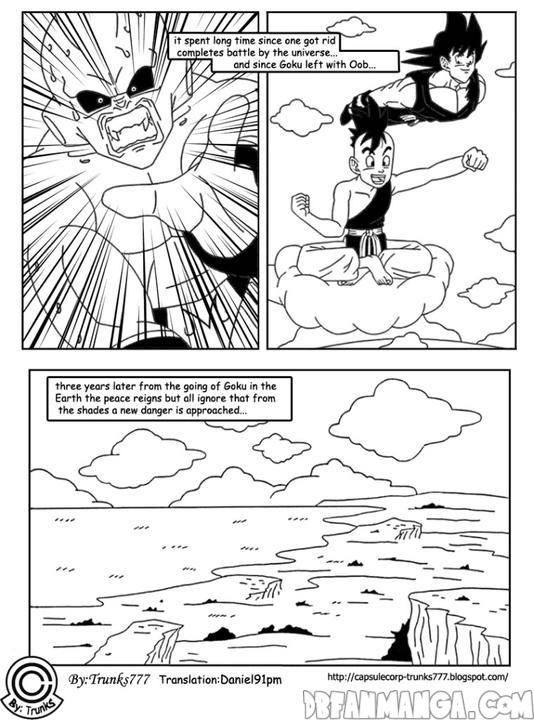 it spent long time since one got rid
completes battle by the universe...
and since Goku left with Oob...
three years later from the going of Goku in the
Earth the peace reigns but all ignore that from
the shades a new danger is approached...
By: Trunks
By:Trunks777 Translation:Daniel91pm
http://capsulecorp-trunks777.blogspot.com/
DBFANMANGA.COM